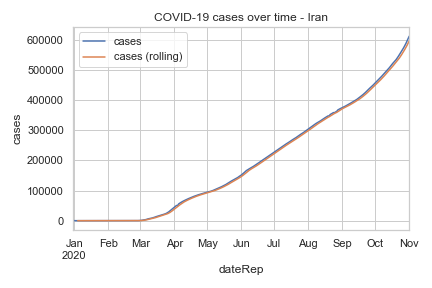 COVID-19 cases over time - Iran
cases
cases (rolling)
600000
500000
400000
300000
200000
100000
0
cases
Jan Feb Mar Apr May Jun Jul Aug Sep Oct Nov
2020
dateRep